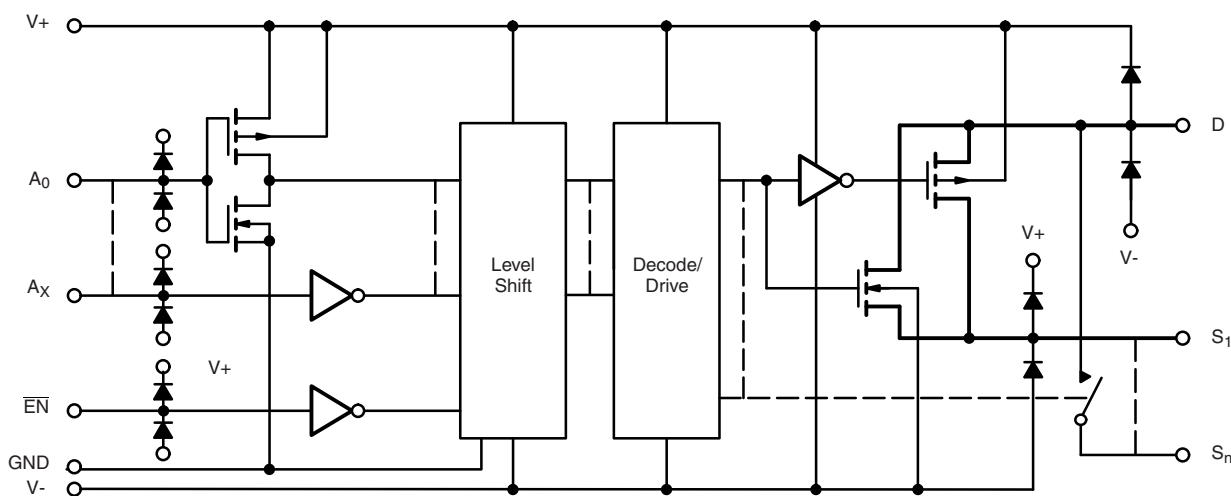 V+
D
A0
Level
Shift
Decode/
Drive
V+
V-
AX
S1
V+
EN
Sn
GND
V-